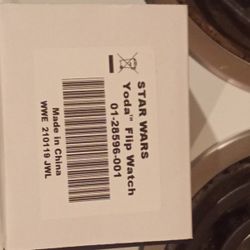 STAR WARS
Yoda™ Flip Watch
01-28596-001
Made in China
WWE 210119 JWL